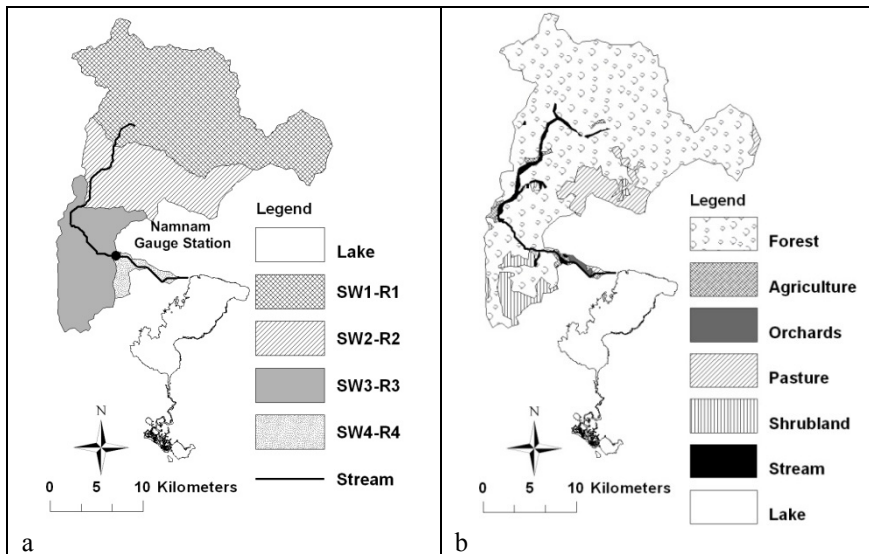 Namnam
Gauge Station
Legend
Lake
SW1-R1
SW2-R2
SW3-R3
SW4-R4
Stream
N
0 5 10 Kilometers
a
Legend
Forest
Agriculture
Orchards
Pasture
Shrubland
Stream
Lake
N
0 5 10 Kilometers
b